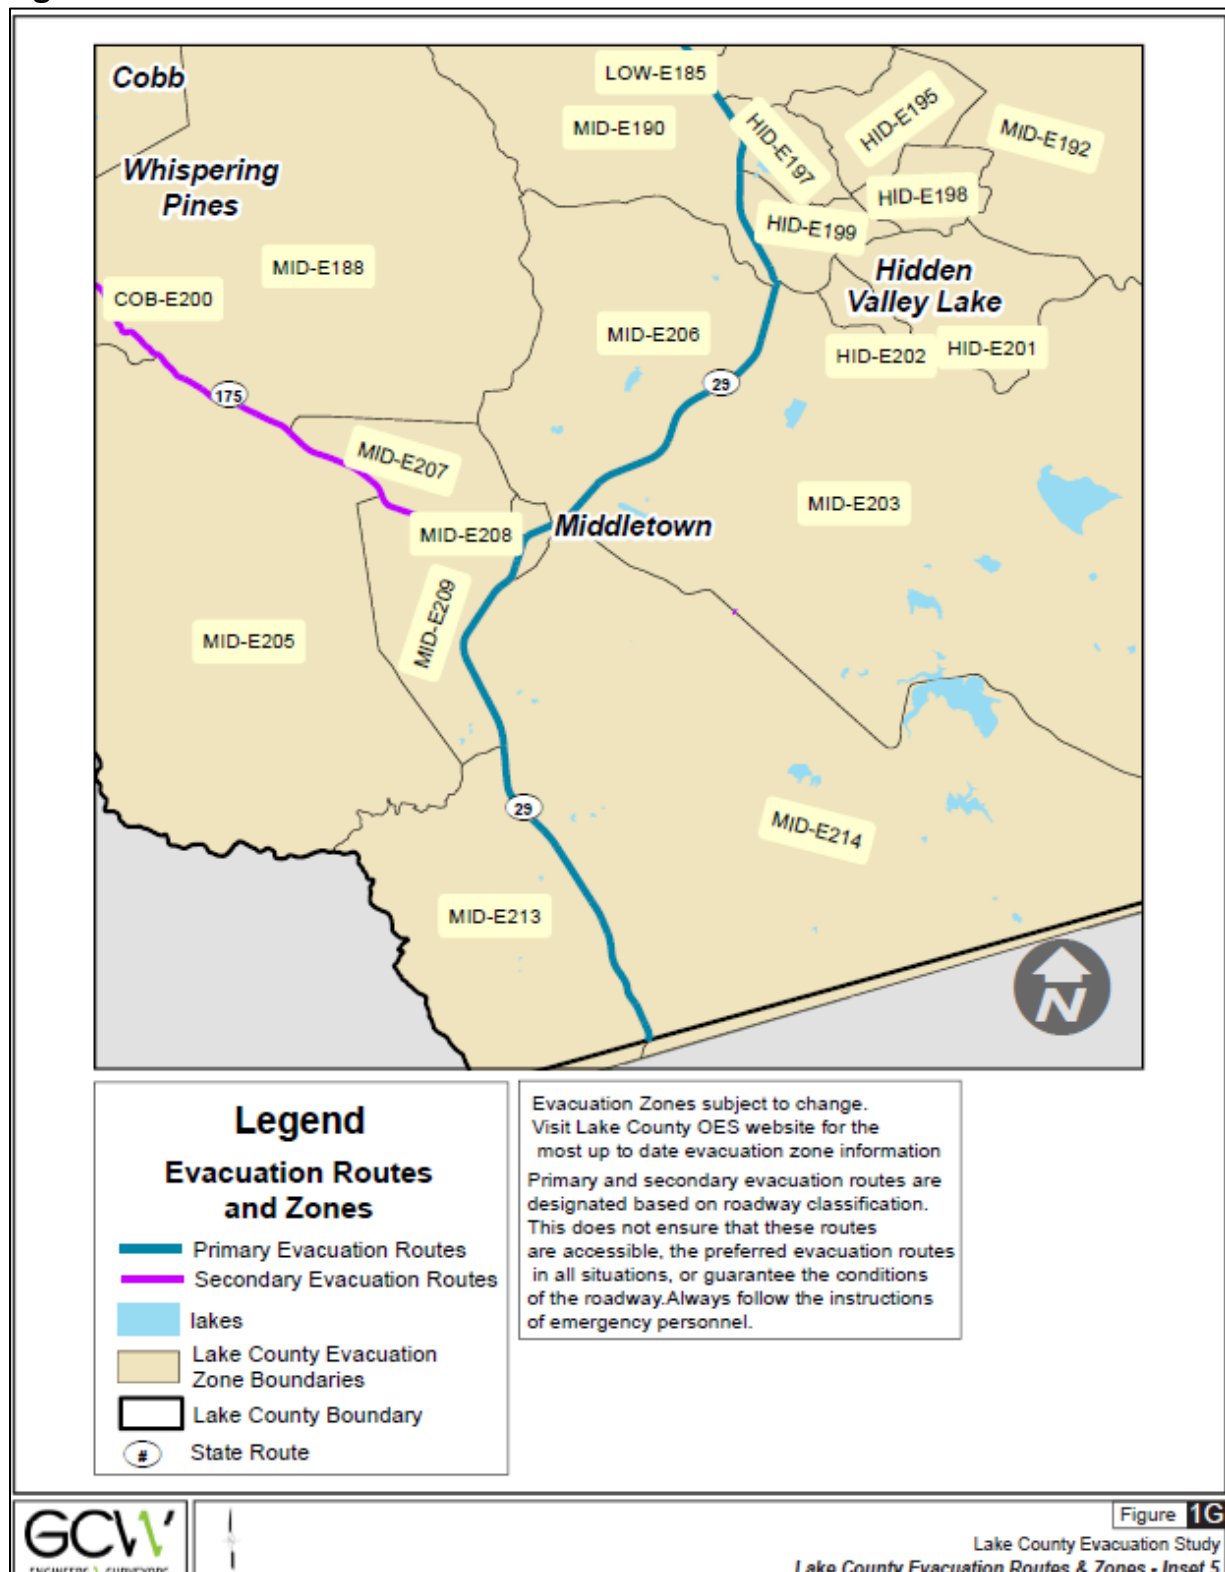 Cobb
LOW-E185
MID-E190
HID-E197
HID-E195
MID-E192
Whispering
Pines
HID-E198
HID-E199
MID-E188
Hidden
Valley Lake
COB-E200
MID-E206
HID-E202
HID-E201
175
29
MID-E207
MID-E203
MID-E208
Middletown
MID-E209
MID-E205
29
MID-E214
MID-E213
N
Legend
Evacuation Routes
and Zones
Primary Evacuation Routes
Secondary Evacuation Routes
lakes
Lake County Evacuation
Zone Boundaries
Lake County Boundary
# State Route
Evacuation Zones subject to change.
Visit Lake County OES website for the
most up to date evacuation zone information
Primary and secondary evacuation routes are
designated based on roadway classification.
This does not ensure that these routes
are accessible, the preferred evacuation routes
in all situations, or guarantee the conditions
of the roadway.Always follow the instructions
of emergency personnel.
GCW
ENGINEERS \ SURVEYORS
Figure 1G
Lake County Evacuation Study
Lake County Evacuation Routes & Zones - Inset 5